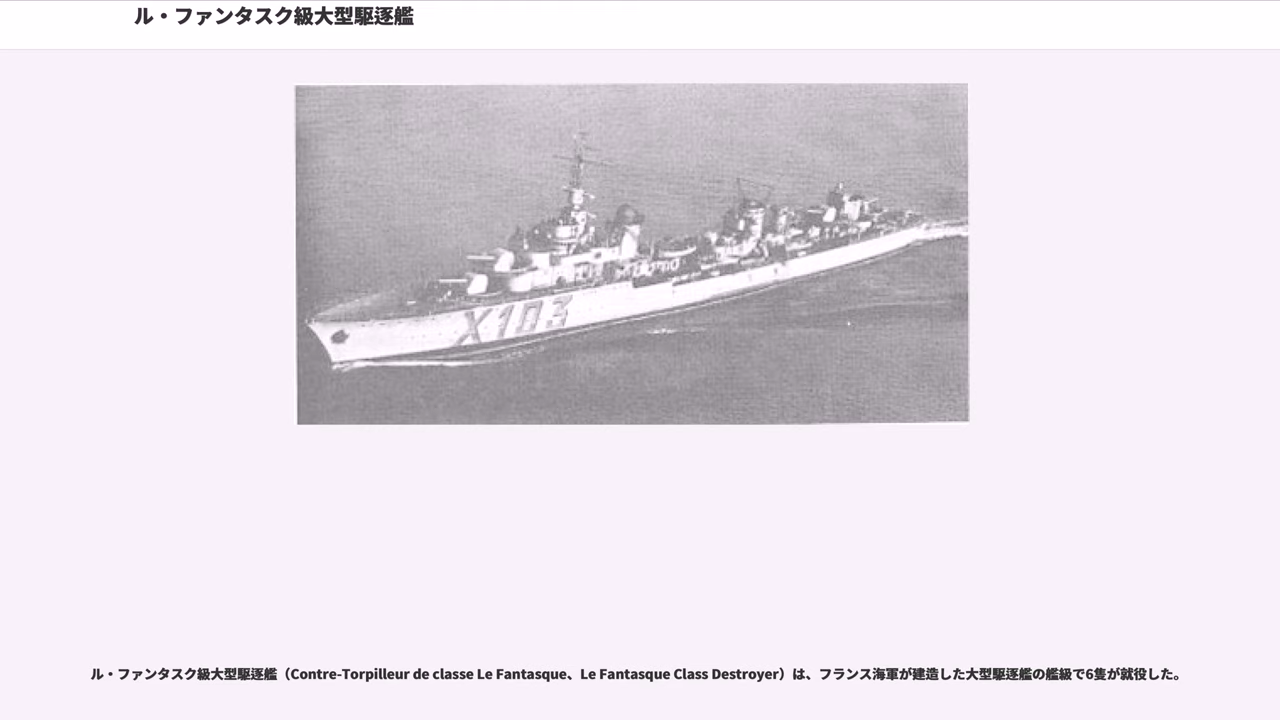 ル・ファンタスク級大型駆逐艦
X103
ル・ファンタスク級大型駆逐艦（Contre-Torpilleur de classe Le Fantasque、Le Fantasque Class Destroyer）は、フランス海軍が建造した大型駆逐艦の艦級で6隻が就役した。